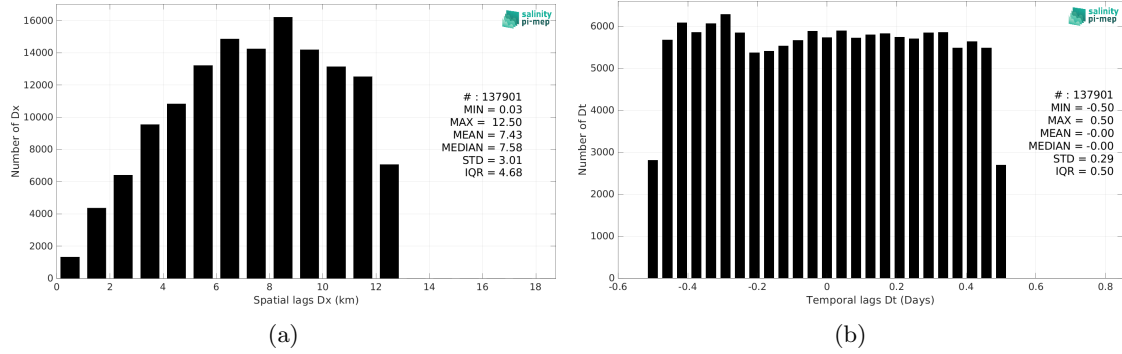 16000
14000
12000
10000
8000
6000
4000
2000
0
Number of Dx
0 2 4 6 8 10 12 14 16 18
Spatial lags Dx (km)
salinity
pi-mep
# : 137901
MIN = 0.03
MAX = 12.50
MEAN = 7.43
MEDIAN = 7.58
STD = 3.01
IQR = 4.68
(a)
6000
5000
4000
3000
2000
1000
0
Number of Dt
-0.6 -0.4 -0.2 0 0.2 0.4 0.6 0.8
Temporal lags Dt (Days)
salinity
pi-mep
# : 137901
MIN = -0.50
MAX = 0.50
MEAN = -0.00
MEDIAN = -0.00
STD = 0.29
IQR = 0.50
(b)